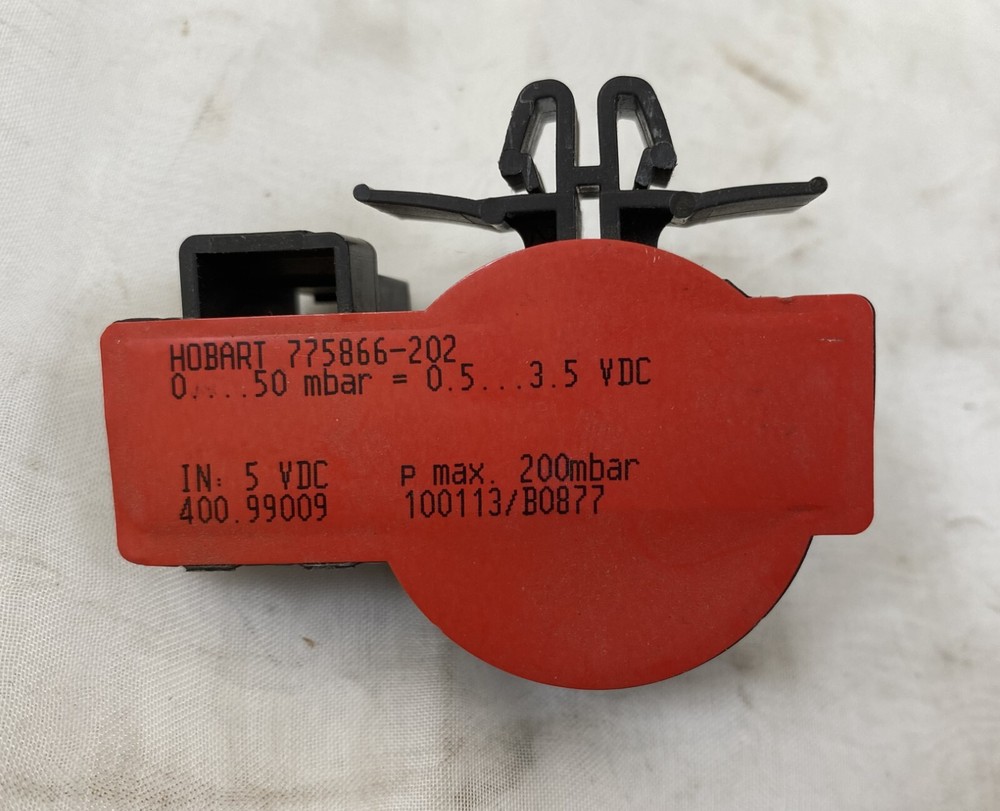 HOBART 775866-202
0....50 mbar = 0.5...3.5 VDC
IN: 5 VDC p max. 200mbar
400.99009 100113/B0877